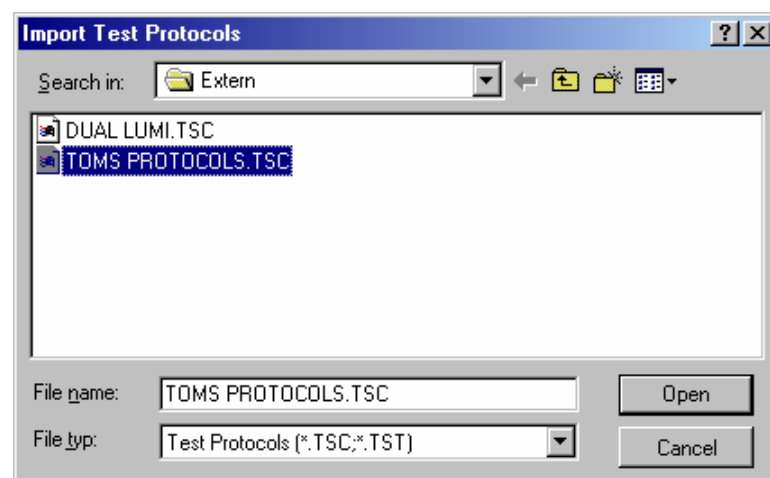 Import Test Protocols
Search in: Extern
DUAL LUMI.TSC
TOMS PROTOCOLS.TSC
File name: TOMS PROTOCOLS.TSC Open
File typ: Test Protocols (*.TSC;*.TST) Cancel